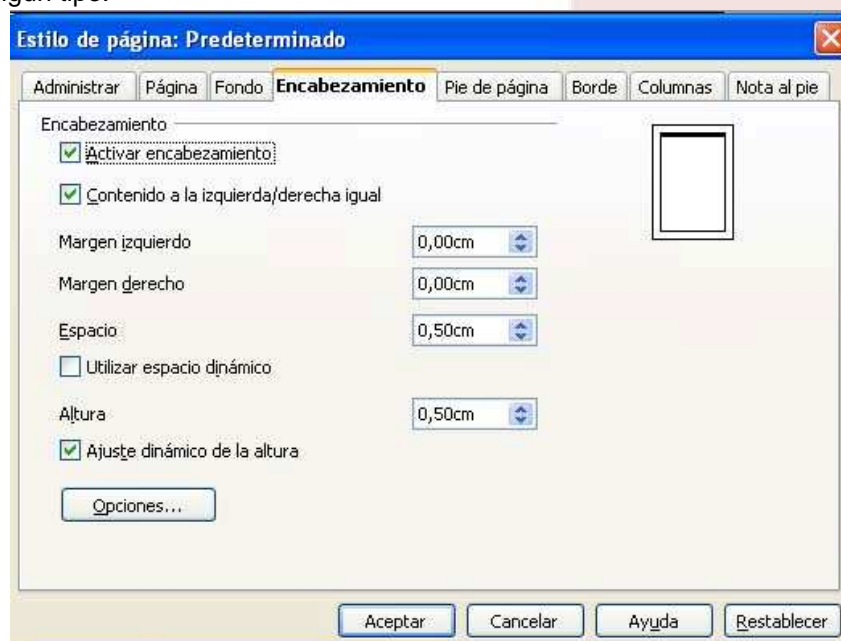 algún tipo.
Estilo de página: Predeterminado
Administrar Página Fondo Encabezamiento Pie de página Borde Columnas Nota al pie
Encabezamiento
Activar encabezamiento
Contenido a la izquierda/derecha igual
Margen izquierdo 0,00cm
Margen derecho 0,00cm
Espacio 0,50cm
Utilizar espacio dinámico
Altura 0,50cm
Ajuste dinámico de la altura
Opciones...
Aceptar Cancelar Ayuda Restablecer